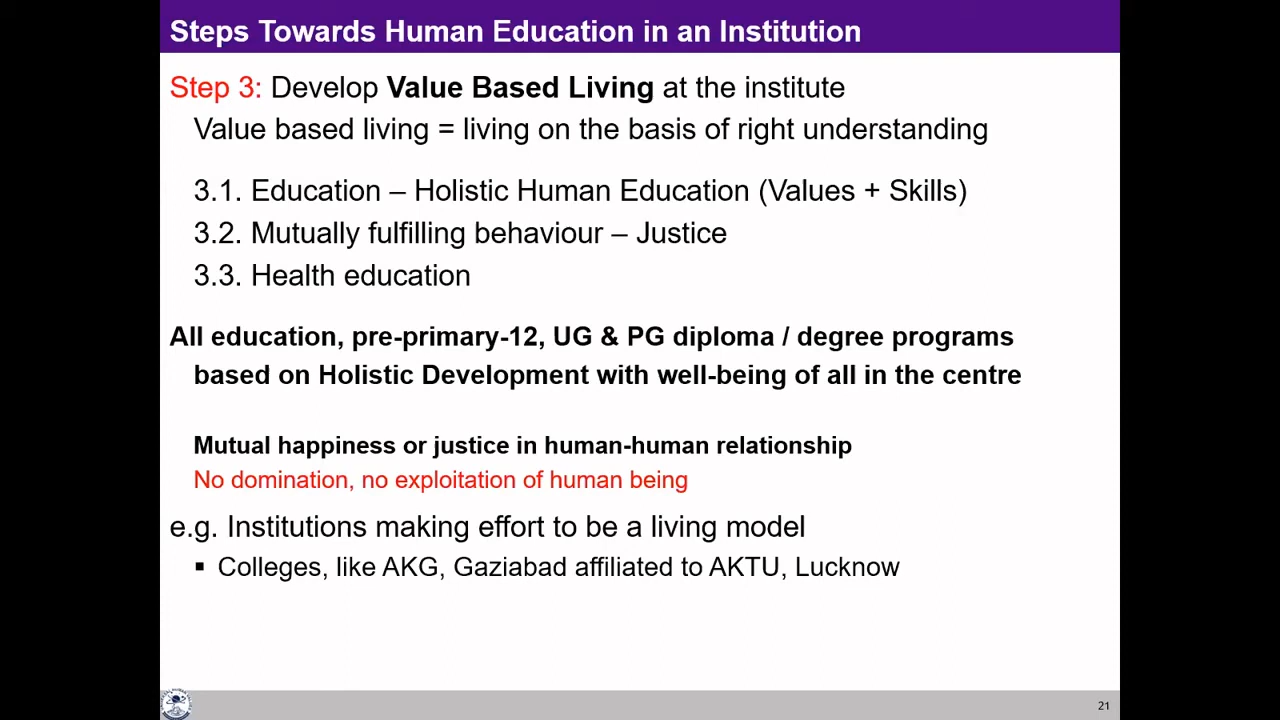 Steps Towards Human Education in an Institution
Step 3: Develop Value Based Living at the institute
Value based living = living on the basis of right understanding
3.1. Education – Holistic Human Education (Values + Skills)
3.2. Mutually fulfilling behaviour – Justice
3.3. Health education
All education, pre-primary-12, UG & PG diploma / degree programs
based on Holistic Development with well-being of all in the centre
Mutual happiness or justice in human-human relationship
No domination, no exploitation of human being
e.g. Institutions making effort to be a living model
▪ Colleges, like AKG, Gaziabad affiliated to AKTU, Lucknow
21